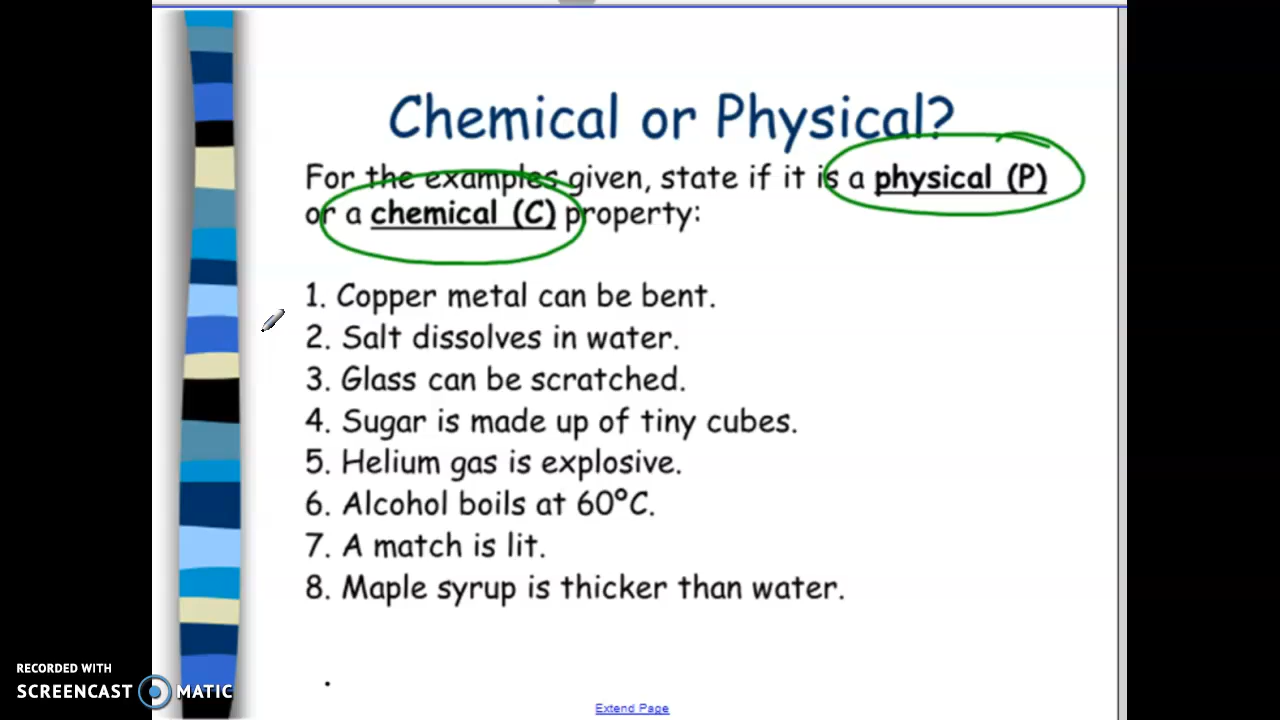 Chemical or Physical?
For the examples given, state if it is a physical (P)
or a chemical (C) property:
1. Copper metal can be bent.
2. Salt dissolves in water.
3. Glass can be scratched.
4. Sugar is made up of tiny cubes.
5. Helium gas is explosive.
6. Alcohol boils at 60°C.
7. A match is lit.
8. Maple syrup is thicker than water.
.
RECORDED WITH
SCREENCAST MATIC
Extend Page